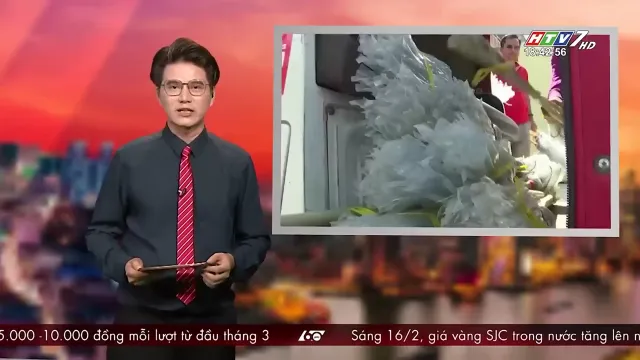 HTV7 HD
18:42:56
5.000 -10.000 đồng mỗi lượt từ đầu tháng 3 60 Sáng 16/2, giá vàng SJC trong nước tăng lên